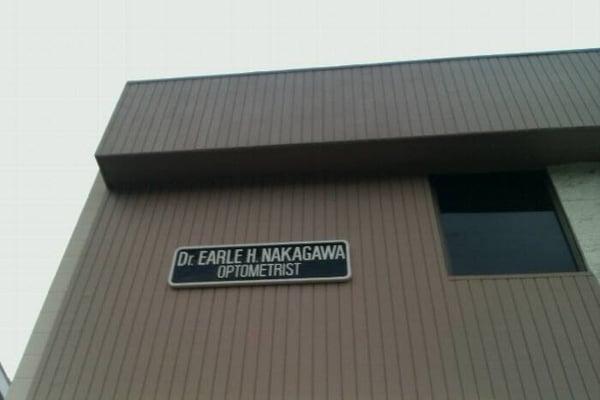 Dr. EARLE H. NAKAGAWA
OPTOMETRIST